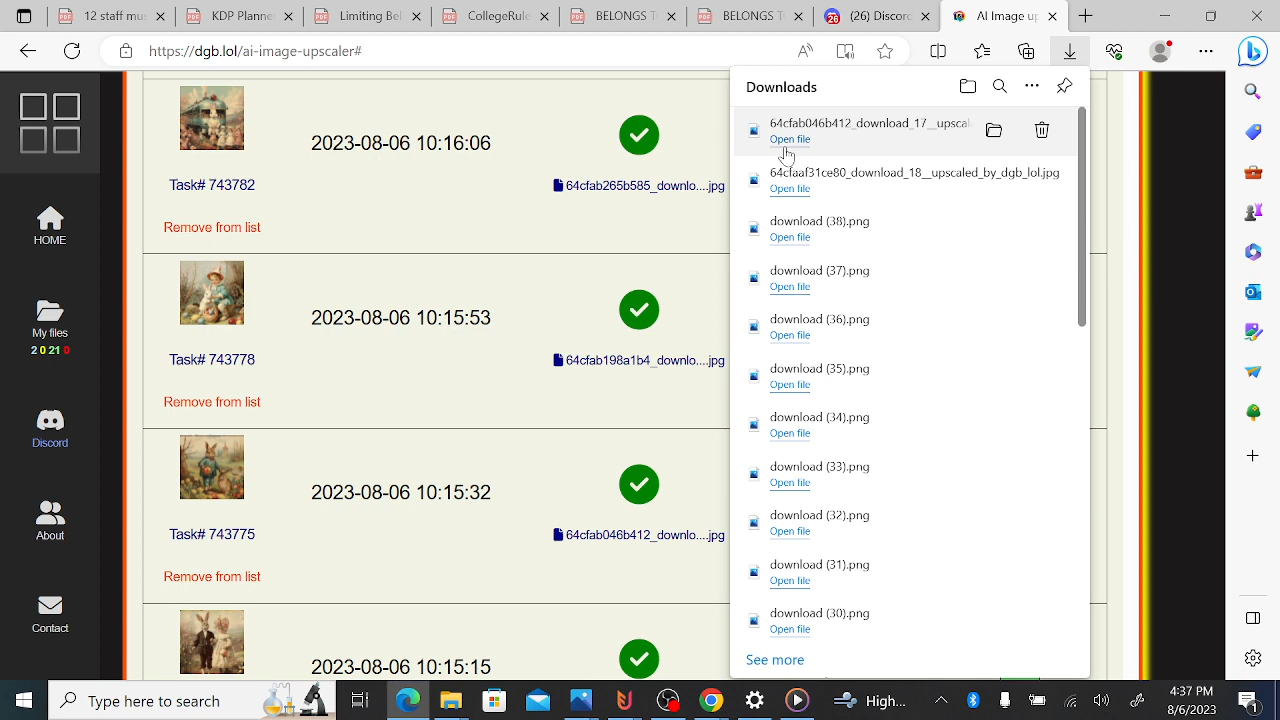 12 staff mus
KDP Planne
Limiting Bel
CollegeRule
BELONGS T
BELONGS T
(26) Discord
AI Image up
https://dgb.lol/ai-image-upscaler#
HOME
My files
2 0 21 0
Discord
About
Contact
2023-08-06 10:16:06
Task# 743782
64cfab265b585_downlo....jpg
Remove from list
2023-08-06 10:15:53
Task# 743778
64cfab198a1b4_downlo....jpg
Remove from list
2023-08-06 10:15:32
Task# 743775
64cfab046b412_downlo....jpg
Remove from list
2023-08-06 10:15:15
Downloads
64cfab046b412_download_17__upscal
Open file
64cfaaf31ce80_download_18__upscaled_by_dgb_lol.jpg
Open file
download (38).png
Open file
download (37).png
Open file
download (36).png
Open file
download (35).png
Open file
download (34).png
Open file
download (33).png
Open file
download (32).png
Open file
download (31).png
Open file
download (30).png
Open file
See more
Type here to search
High...
4:37 PM
8/6/2023